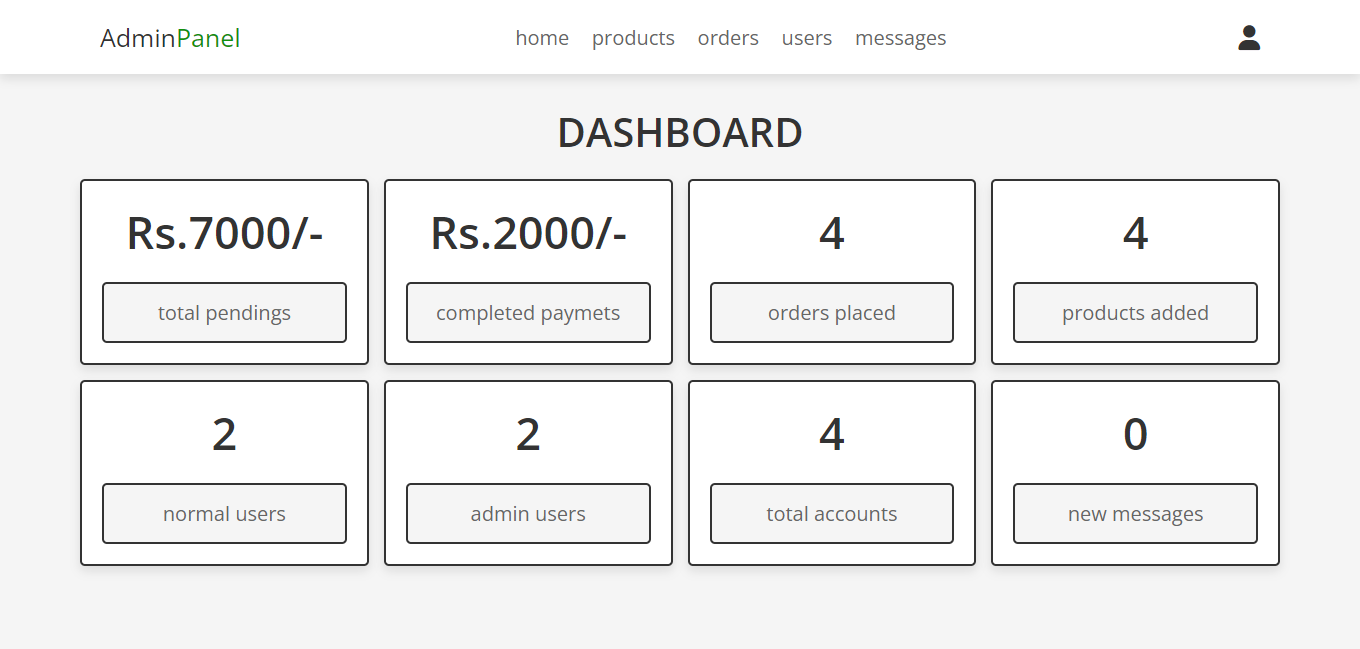 AdminPanel home products orders users messages
DASHBOARD
Rs.7000/- Rs.2000/- 4 4
total pendings completed paymets orders placed products added
2 2 4 0
normal users admin users total accounts new messages